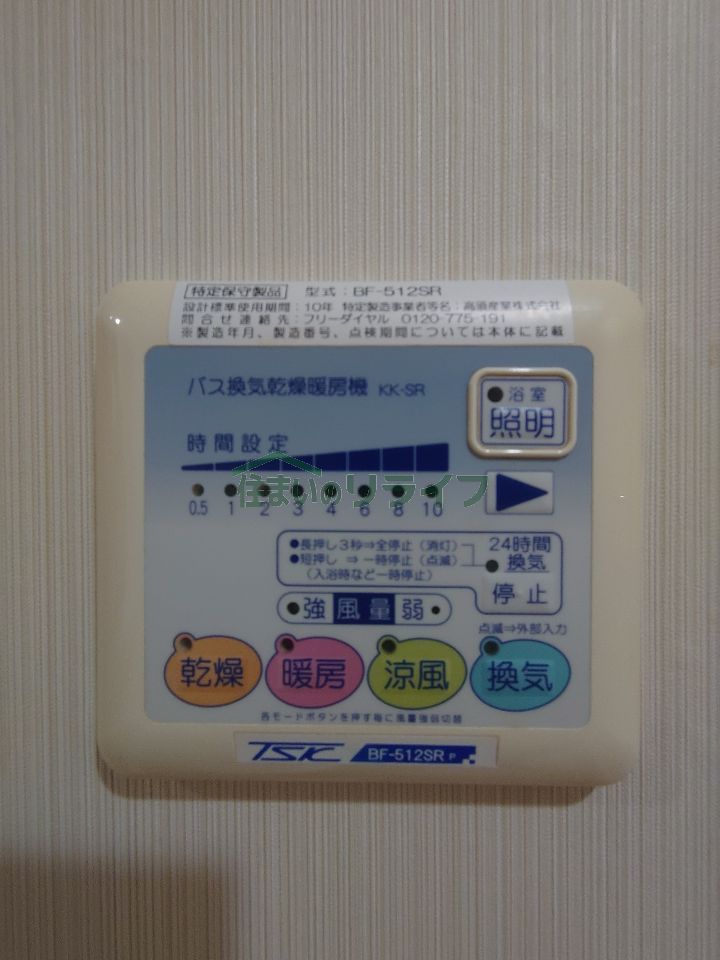 特定保守製品 型式：BF-512SR
設計標準使用期間：10年 特定製造事業者等名：高須産業株式会社
問合せ連絡先：フリーダイヤル 0120-775-191
※製造年月、製造番号、点検期間については本体に記載
バス換気乾燥暖房機 KK-SR
浴室
照明
時間設定
住まいのリライフ
0.5 1 2 3 4 6 8 10
●長押し3秒⇒全停止（消灯）
●短押し ⇒一時停止（点滅）
（入浴時など一時停止）
24時間
換気
停止
強 風量 弱
点滅⇒外部入力
乾燥 暖房 涼風 換気
各モードボタンを押す毎に風量強弱切替
TSK BF-512SR P